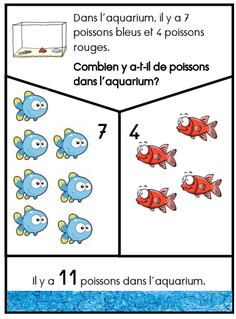 Dans l'aquarium, il y a 7
poissons bleus et 4 poissons
rouges.
Combien y a-t-il de poissons
dans l'aquarium?
7
4
Il y a 11 poissons dans l'aquarium.